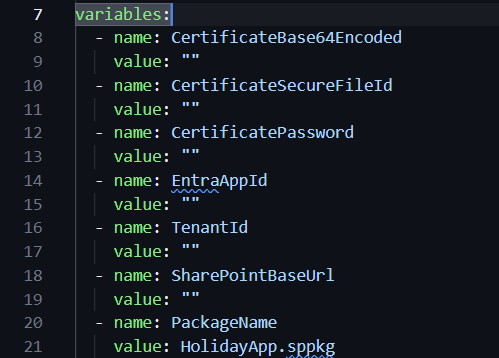 7 variables:
8 - name: CertificateBase64Encoded
9 value: ""
10 - name: CertificateSecureFileId
11 value: ""
12 - name: CertificatePassword
13 value: ""
14 - name: EntraAppId
15 value: ""
16 - name: TenantId
17 value: ""
18 - name: SharePointBaseUrl
19 value: ""
20 - name: PackageName
21 value: HolidayApp.sppkg